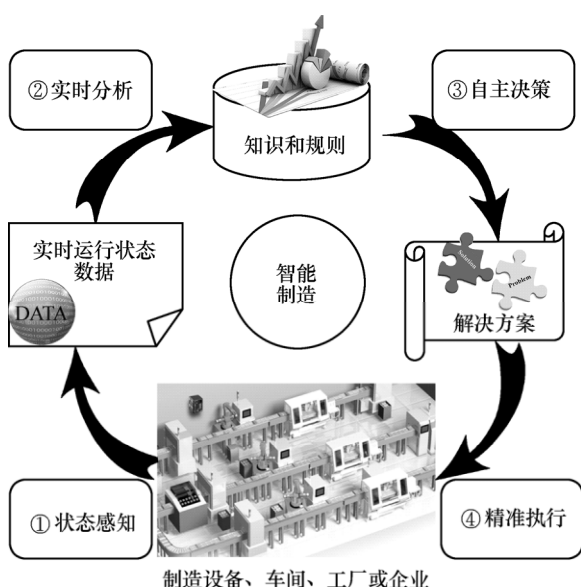 ②实时分析
知识和规则
③自主决策
实时运行状态
数据
DATA
智能
制造
Solution
Problem
解决方案
①状态感知
④精准执行
制造设备、车间、工厂或企业